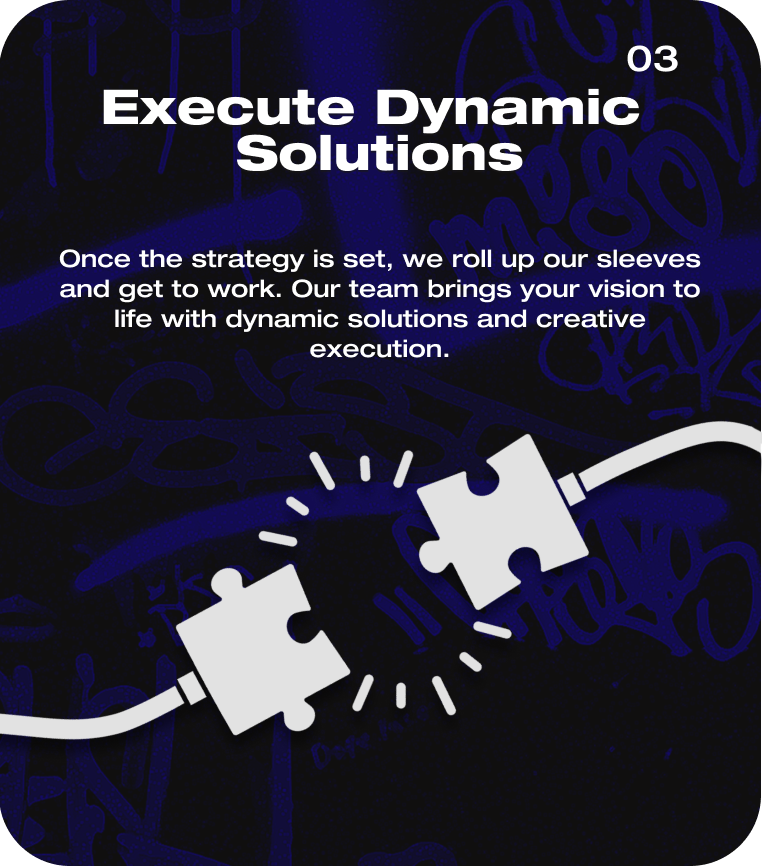 03
Execute Dynamic
Solutions
Once the strategy is set, we roll up our sleeves
and get to work. Our team brings your vision to
life with dynamic solutions and creative
execution.